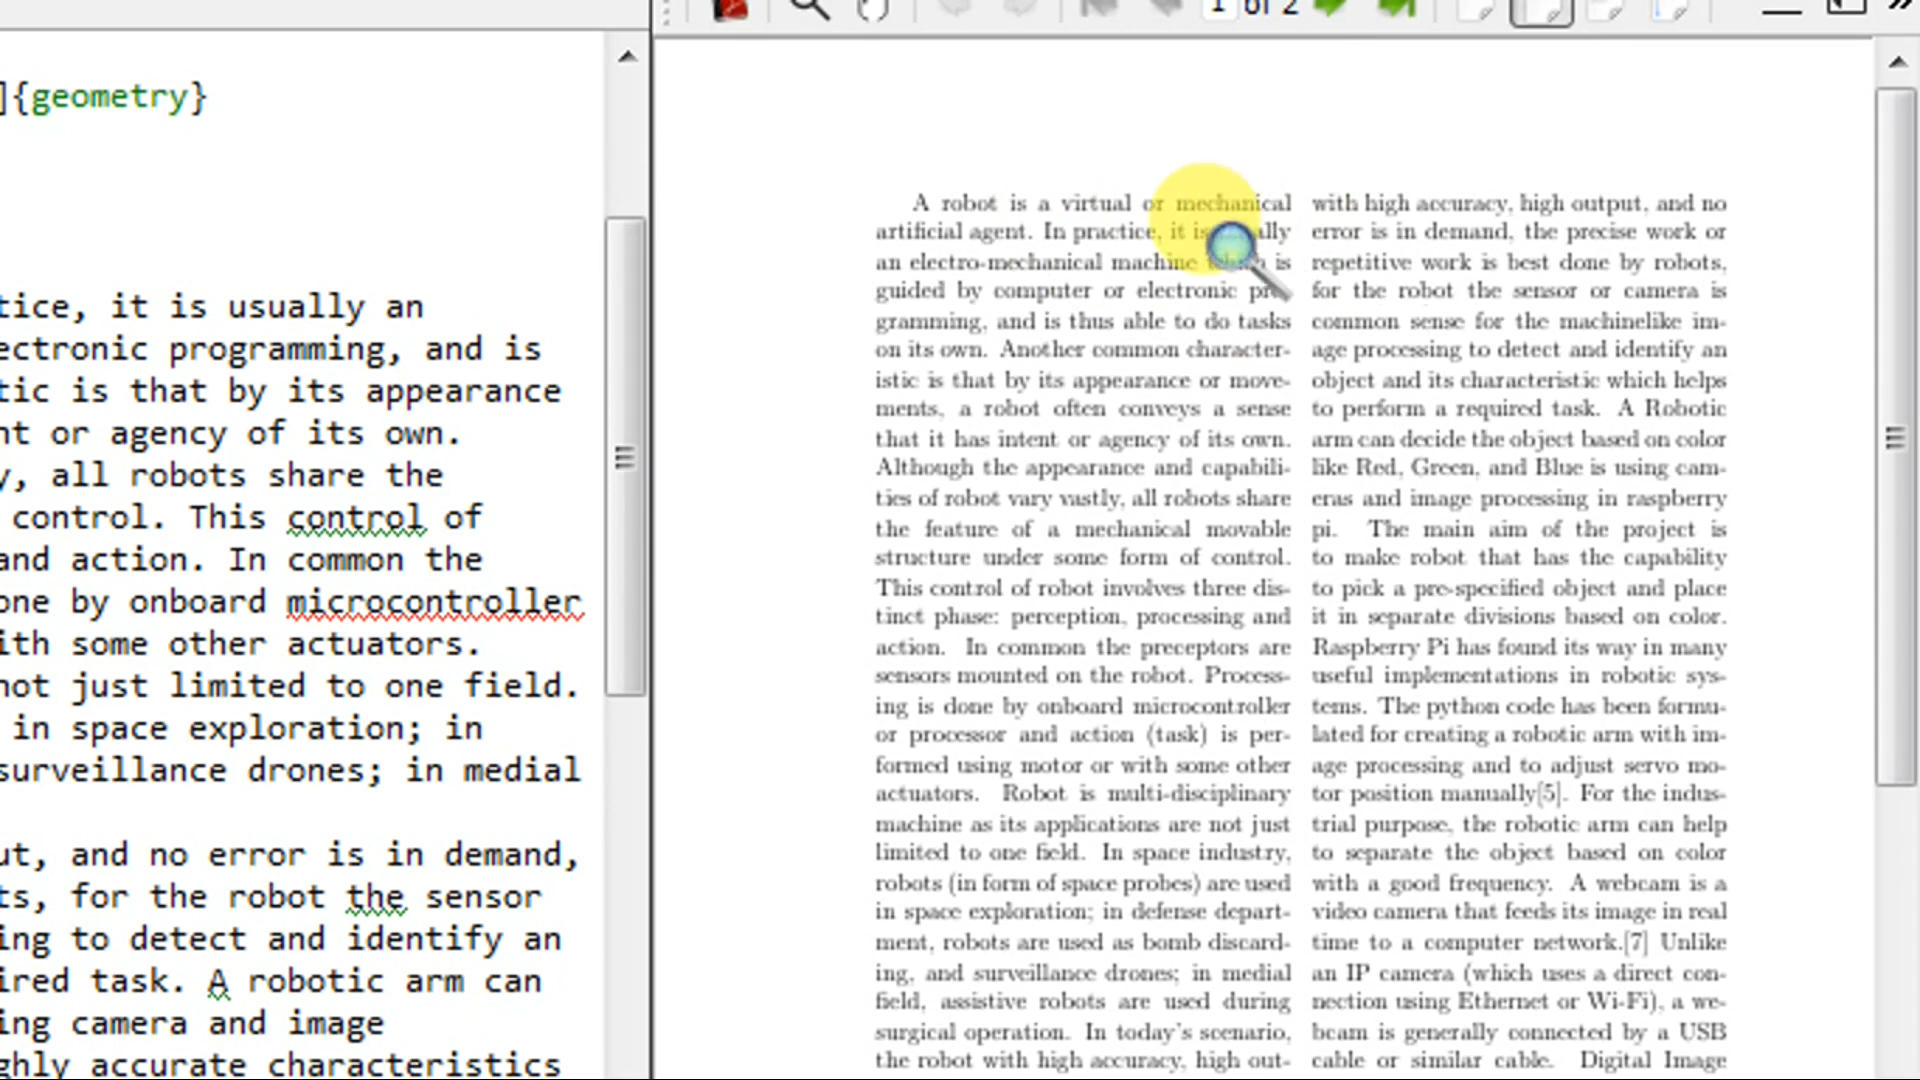 1 of 2
]{geometry}
tice, it is usually an
ectronic programming, and is
tic is that by its appearance
nt or agency of its own.
y, all robots share the
control. This control of
and action. In common the
one by onboard microcontroller
ith some other actuators.
not just limited to one field.
in space exploration; in
surveillance drones; in medial
ut, and no error is in demand,
ts, for the robot the sensor
ing to detect and identify an
ired task. A robotic arm can
ing camera and image
ghly accurate characteristics
A robot is a virtual or mechanical
artificial agent. In practice, it is ally
an electro-mechanical machine is
guided by computer or electronic pro-
gramming, and is thus able to do tasks
on its own. Another common character-
istic is that by its appearance or move-
ments, a robot often conveys a sense
that it has intent or agency of its own.
Although the appearance and capabili-
ties of robot vary vastly, all robots share
the feature of a mechanical movable
structure under some form of control.
This control of robot involves three dis-
tinct phase: perception, processing and
action. In common the preceptors are
sensors mounted on the robot. Process-
ing is done by onboard microcontroller
or processor and action (task) is per-
formed using motor or with some other
actuators. Robot is multi-disciplinary
machine as its applications are not just
limited to one field. In space industry,
robots (in form of space probes) are used
in space exploration; in defense depart-
ment, robots are used as bomb discard-
ing, and surveillance drones; in medial
field, assistive robots are used during
surgical operation. In today's scenario,
the robot with high accuracy, high out-
with high accuracy, high output, and no
error is in demand, the precise work or
repetitive work is best done by robots,
for the robot the sensor or camera is
common sense for the machinelike im-
age processing to detect and identify an
object and its characteristic which helps
to perform a required task. A Robotic
arm can decide the object based on color
like Red, Green, and Blue is using cam-
eras and image processing in raspberry
pi. The main aim of the project is
to make robot that has the capability
to pick a pre-specified object and place
it in separate divisions based on color.
Raspberry Pi has found its way in many
useful implementations in robotic sys-
tems. The python code has been formu-
lated for creating a robotic arm with im-
age processing and to adjust servo mo-
tor position manually[5]. For the indus-
trial purpose, the robotic arm can help
to separate the object based on color
with a good frequency. A webcam is a
video camera that feeds its image in real
time to a computer network.[7] Unlike
an IP camera (which uses a direct con-
nection using Ethernet or Wi-Fi), a we-
bcam is generally connected by a USB
cable or similar cable. Digital Image